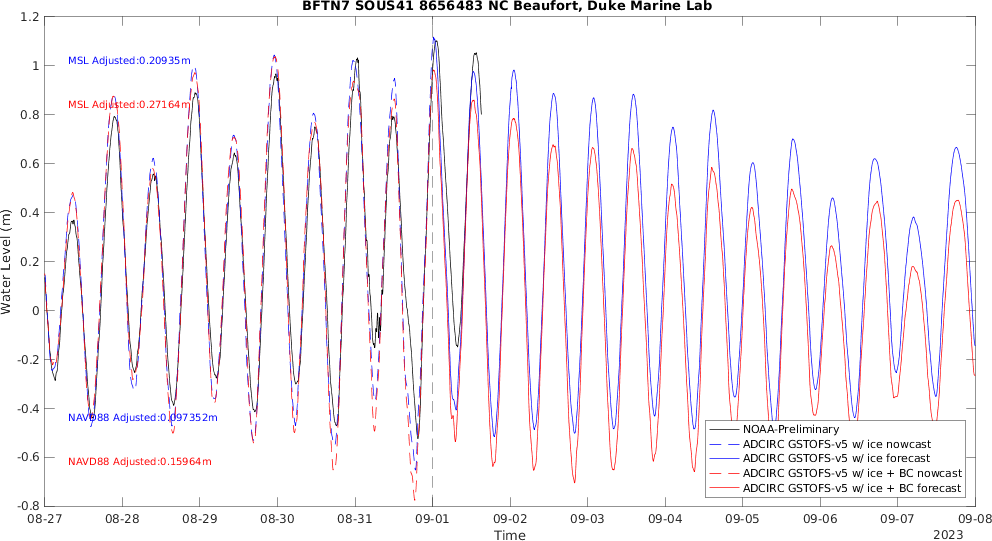 BFTN7 SOUS41 8656483 NC Beaufort, Duke Marine Lab
1.2
1
0.8
0.6
0.4
0.2
0
-0.2
-0.4
-0.6
-0.8
Water Level (m)
MSL Adjusted:0.20935m
MSL Adjusted:0.27164m
NAVD88 Adjusted:0.097352m
NAVD88 Adjusted:0.15964m
NOAA-Preliminary
ADCIRC GSTOFS-v5 w/ ice nowcast
ADCIRC GSTOFS-v5 w/ ice forecast
ADCIRC GSTOFS-v5 w/ ice + BC nowcast
ADCIRC GSTOFS-v5 w/ ice + BC forecast
08-27 08-28 08-29 08-30 08-31 09-01 09-02 09-03 09-04 09-05 09-06 09-07 09-08
Time
2023